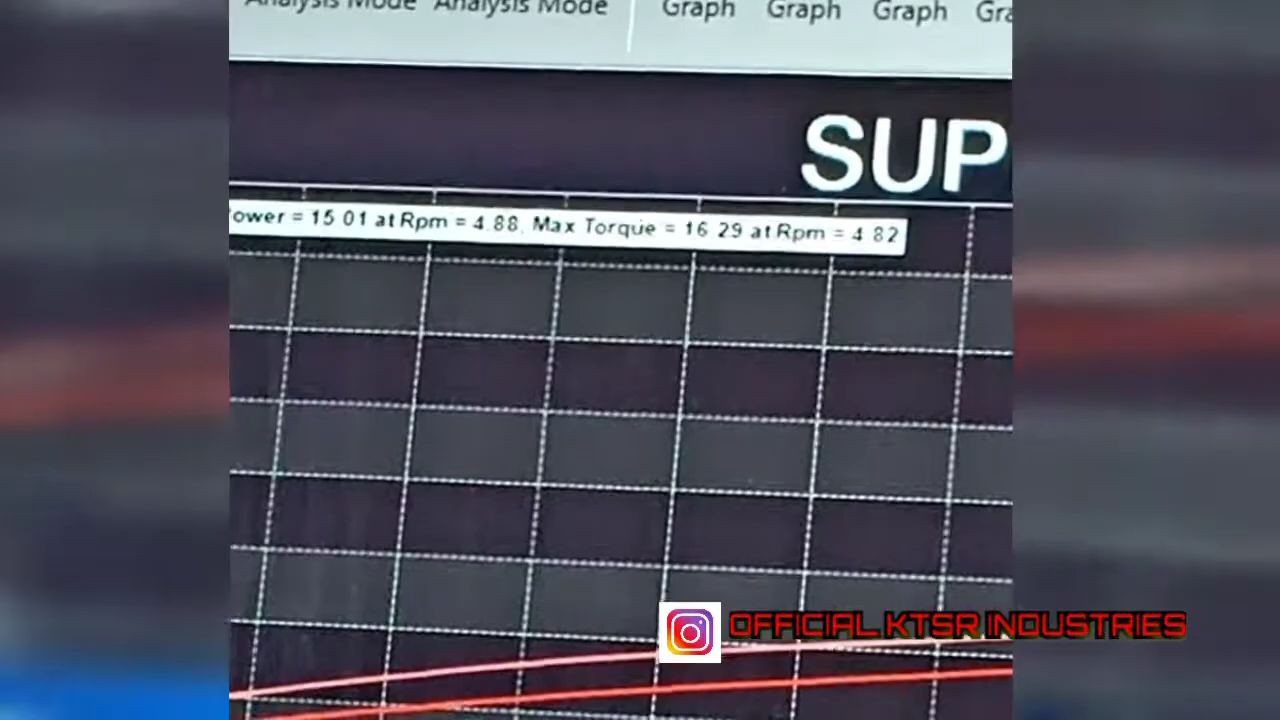 Analysis Mode Analysis Mode Graph Graph Graph Gra
SUP
ower = 15.01 at Rpm = 4.88, Max Torque = 16.29 at Rpm = 4.82
OFFICIAL KTSR INDUSTRIES